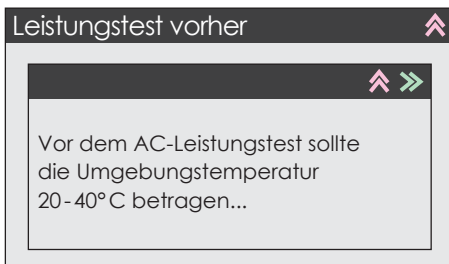 Leistungstest vorher
Vor dem AC-Leistungstest sollte
die Umgebungstemperatur
20-40° C betragen...